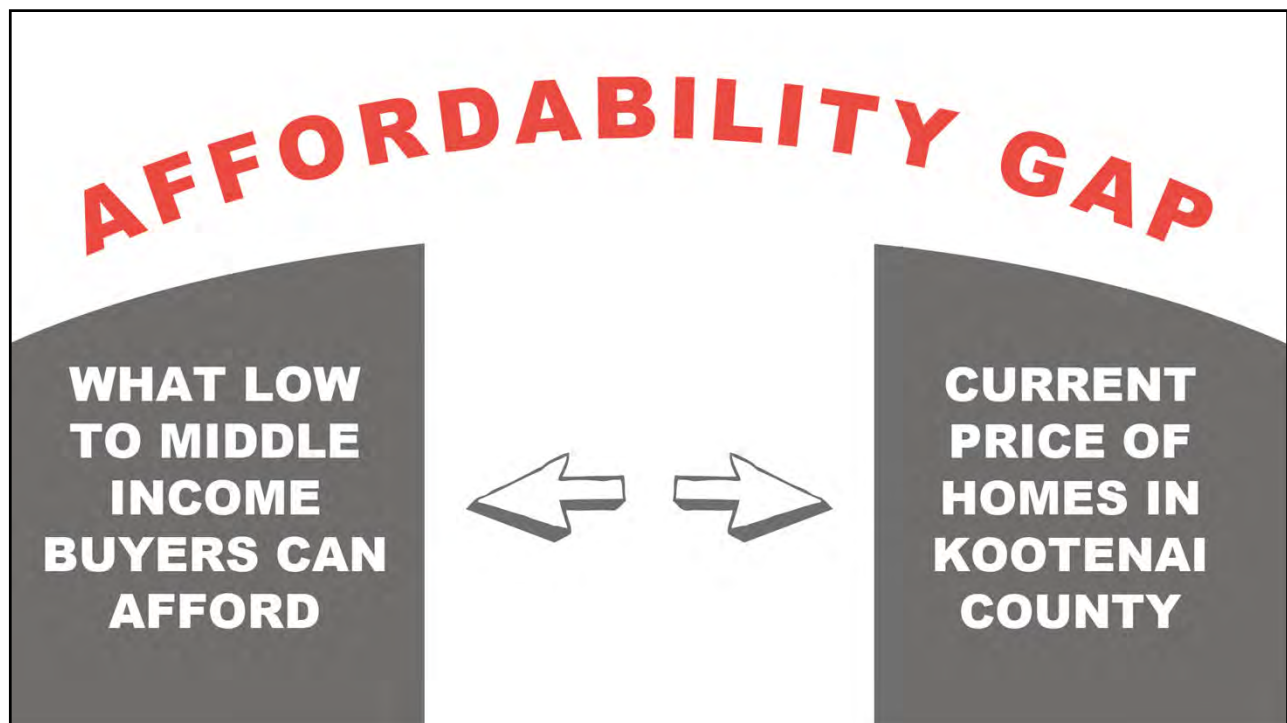 AFFORDABILITY GAP
WHAT LOW
TO MIDDLE
INCOME
BUYERS CAN
AFFORD
CURRENT
PRICE OF
HOMES IN
KOOTENAI
COUNTY